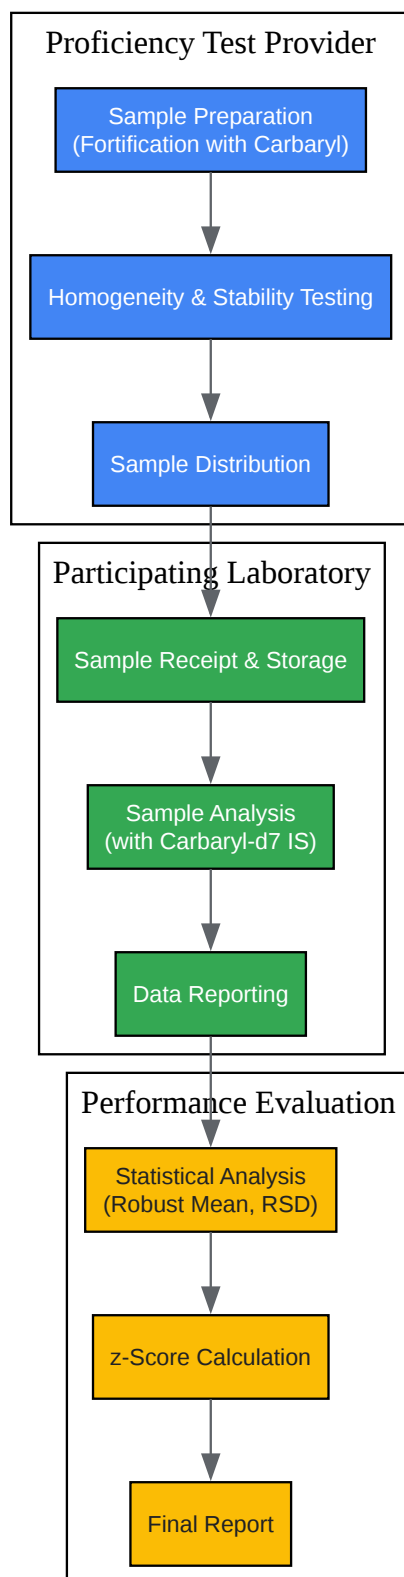 Proficiency Test Provider
Sample Preparation
(Fortification with Carbaryl)
Homogeneity & Stability Testing
Sample Distribution
Participating Laboratory
Sample Receipt & Storage
Sample Analysis
(with Carbaryl-d7 IS)
Data Reporting
Performance Evaluation
Statistical Analysis
(Robust Mean, RSD)
z-Score Calculation
Final Report